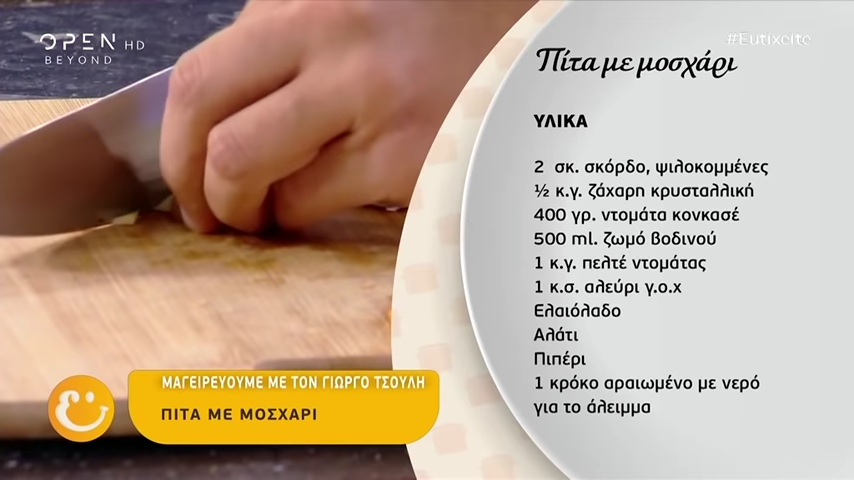 OPEN HD
BEYOND
#Eutixeite
Πίτα με μοσχάρι
ΥΛΙΚΑ
2 σκ. σκόρδο, ψιλοκομμένες
½ κ.γ. ζάχαρη κρυσταλλική
400 γρ. ντομάτα κονκασέ
500 ml. ζωμό βοδινού
1 κ.γ. πελτέ ντομάτας
1 κ.σ. αλεύρι γ.ο.χ
Ελαιόλαδο
Αλάτι
Πιπέρι
1 κρόκο αραιωμένο με νερό
για το άλειμμα
ΜΑΓΕΙΡΕΥΟΥΜΕ ΜΕ ΤΟΝ ΓΙΩΡΓΟ ΤΣΟΥΛΗ
ΠΙΤΑ ΜΕ ΜΟΣΧΑΡΙ